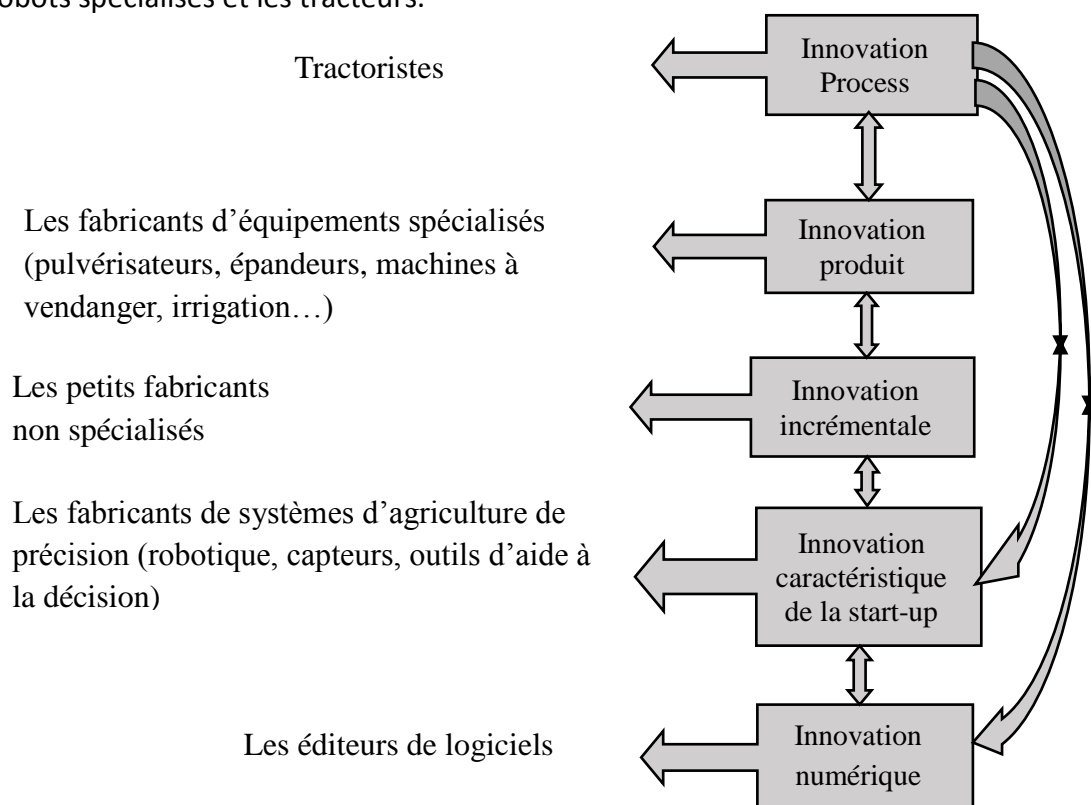 obots spécialisés et les tracteurs.
Tractoristes
Innovation
Process
Les fabricants d’équipements spécialisés
(pulvérisateurs, épandeurs, machines à
vendanger, irrigation…)
Innovation
produit
Les petits fabricants
non spécialisés
Innovation
incrémentale
Les fabricants de systèmes d’agriculture de
précision (robotique, capteurs, outils d’aide à
la décision)
Innovation
caractéristique
de la start-up
Les éditeurs de logiciels
Innovation
numérique